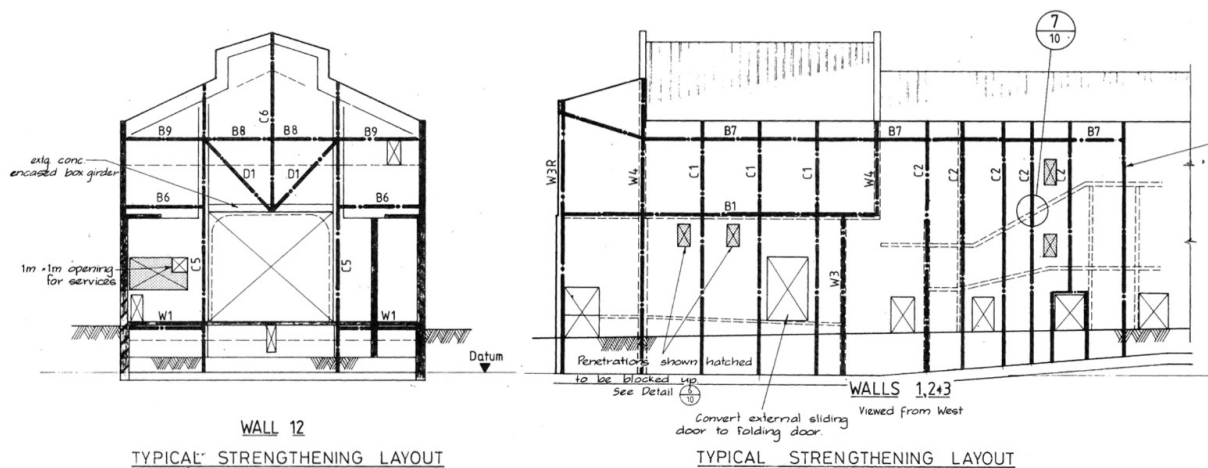 C6
B9
B8
B8
B9
extg. conc.
encased box girder
D1
D1
B6
B6
1m × 1m opening
for services
C5
C5
W1
W1
Datum
WALL 12
TYPICAL STRENGTHENING LAYOUT
7
10
B7
B7
B7
W3R
W4
C1
C1
C1
W4
C2
C2
C2
C2
C2
B1
W3
Penetrations shown hatched
to be blocked up
See Detail 6
10
WALLS 1,2+3
Viewed from West
Convert external sliding
door to folding door.
TYPICAL STRENGTHENING LAYOUT